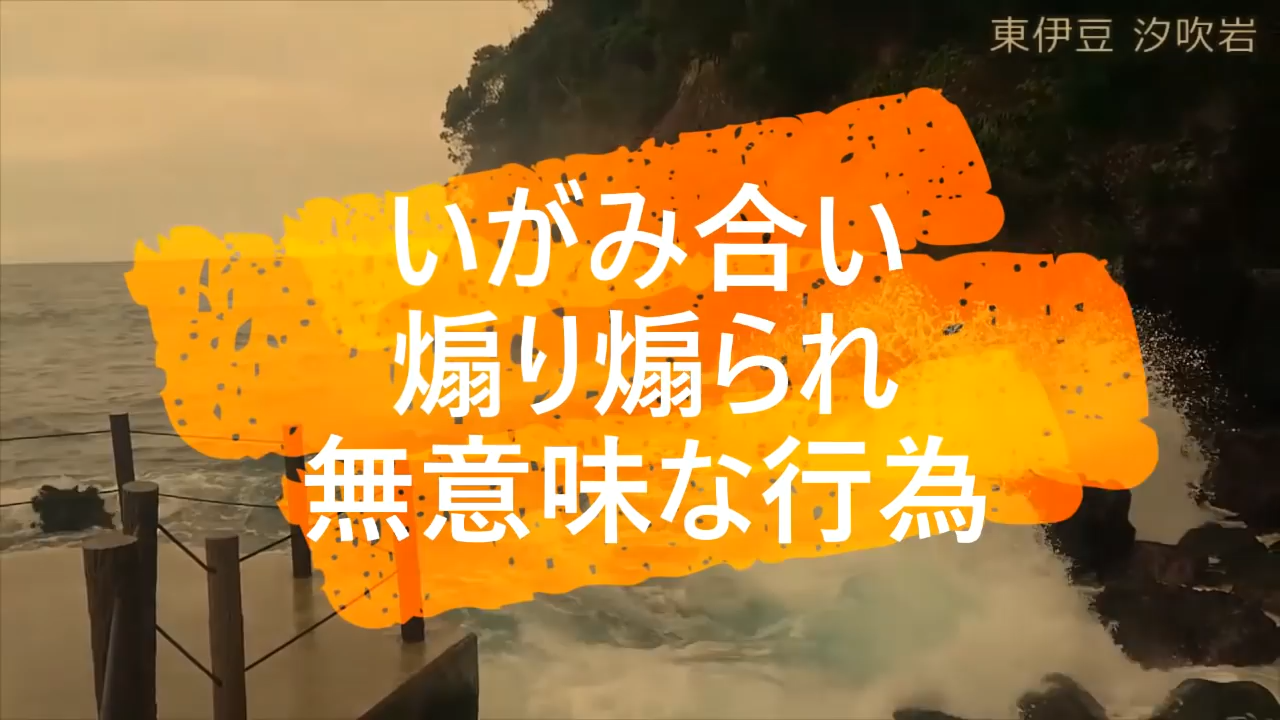 東伊豆 汐吹岩
いがみ合い
煽り煽られ
無意味な行為